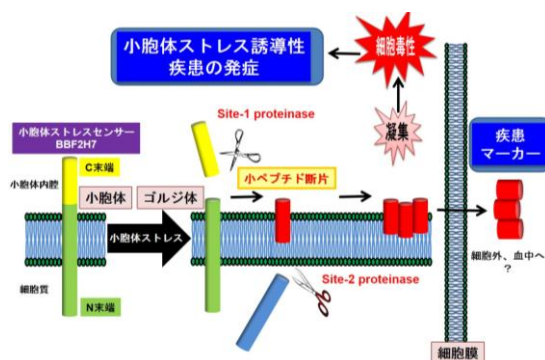 小胞体ストレス誘導性
疾患の発症
細胞毒性
Site-1 proteinase
凝集
疾患
マーカー
小胞体ストレスセンサー
BBF2H7
C末端
小胞体内腔
小胞体
ゴルジ体
小ペプチド断片
小胞体ストレス
細胞質
N末端
Site-2 proteinase
細胞外、血中へ
?
細胞膜